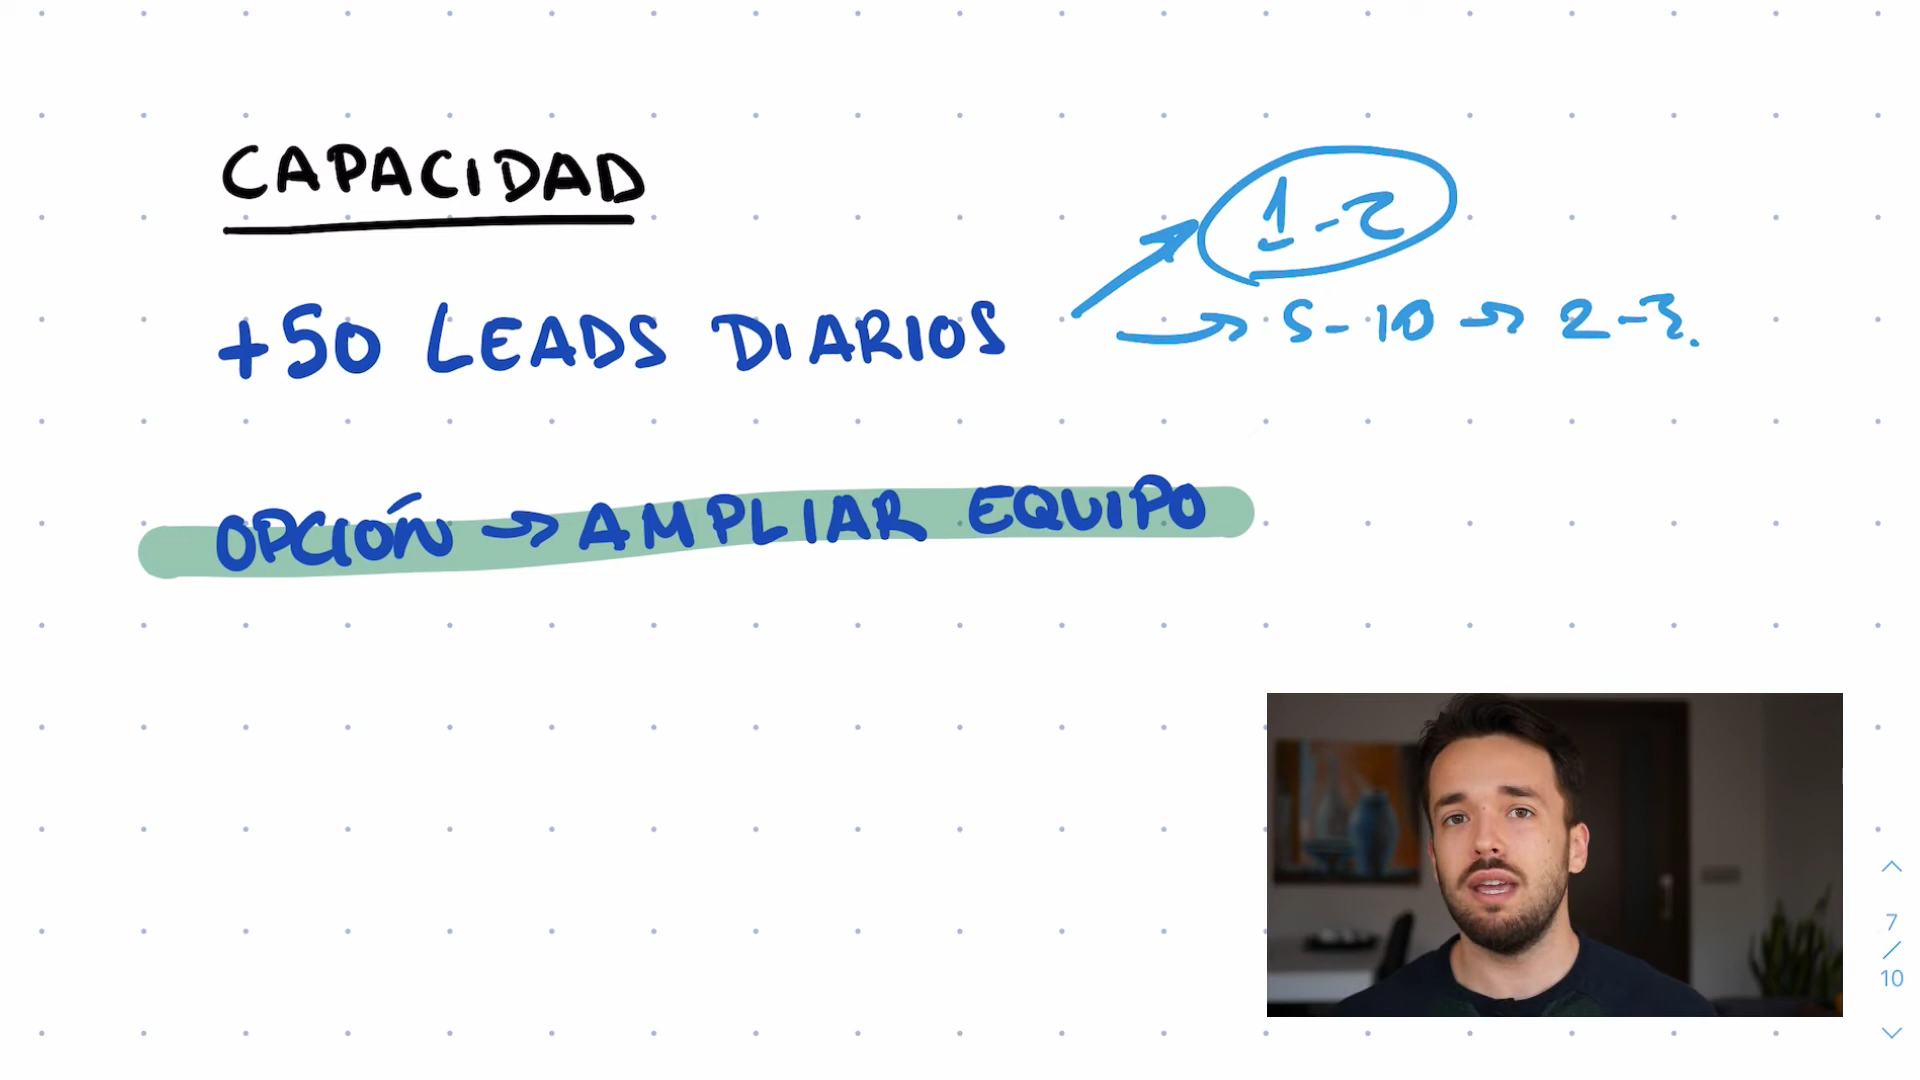 CAPACIDAD
1-2
+50 LEADS DIARIOS → 5-10 → 2-3.
OPCIÓN → AMPLIAR EQUIPO
7
/
10